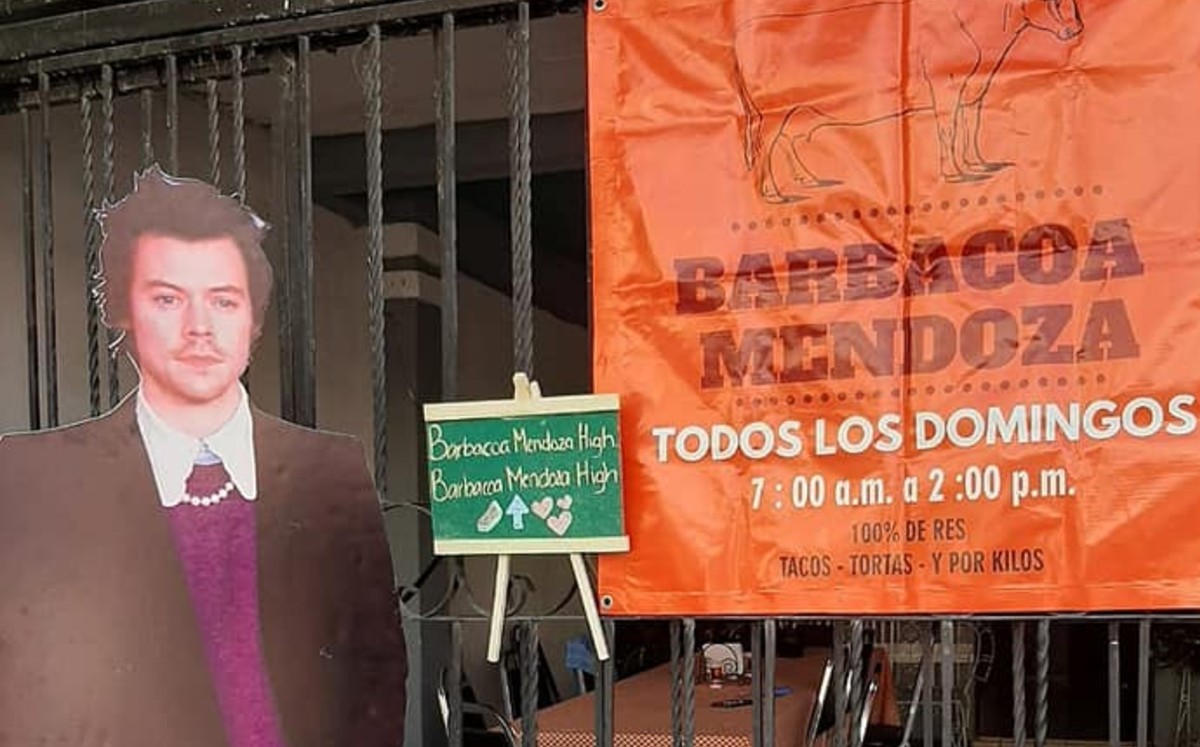 Barbacoa Mendoza High
Barbacoa Mendoza High
BARBACOA
MENDOZA
TODOS LOS DOMINGOS
7 : 00 a.m. a 2 :00 p.m.
100% DE RES
TACOS - TORTAS - Y POR KILOS